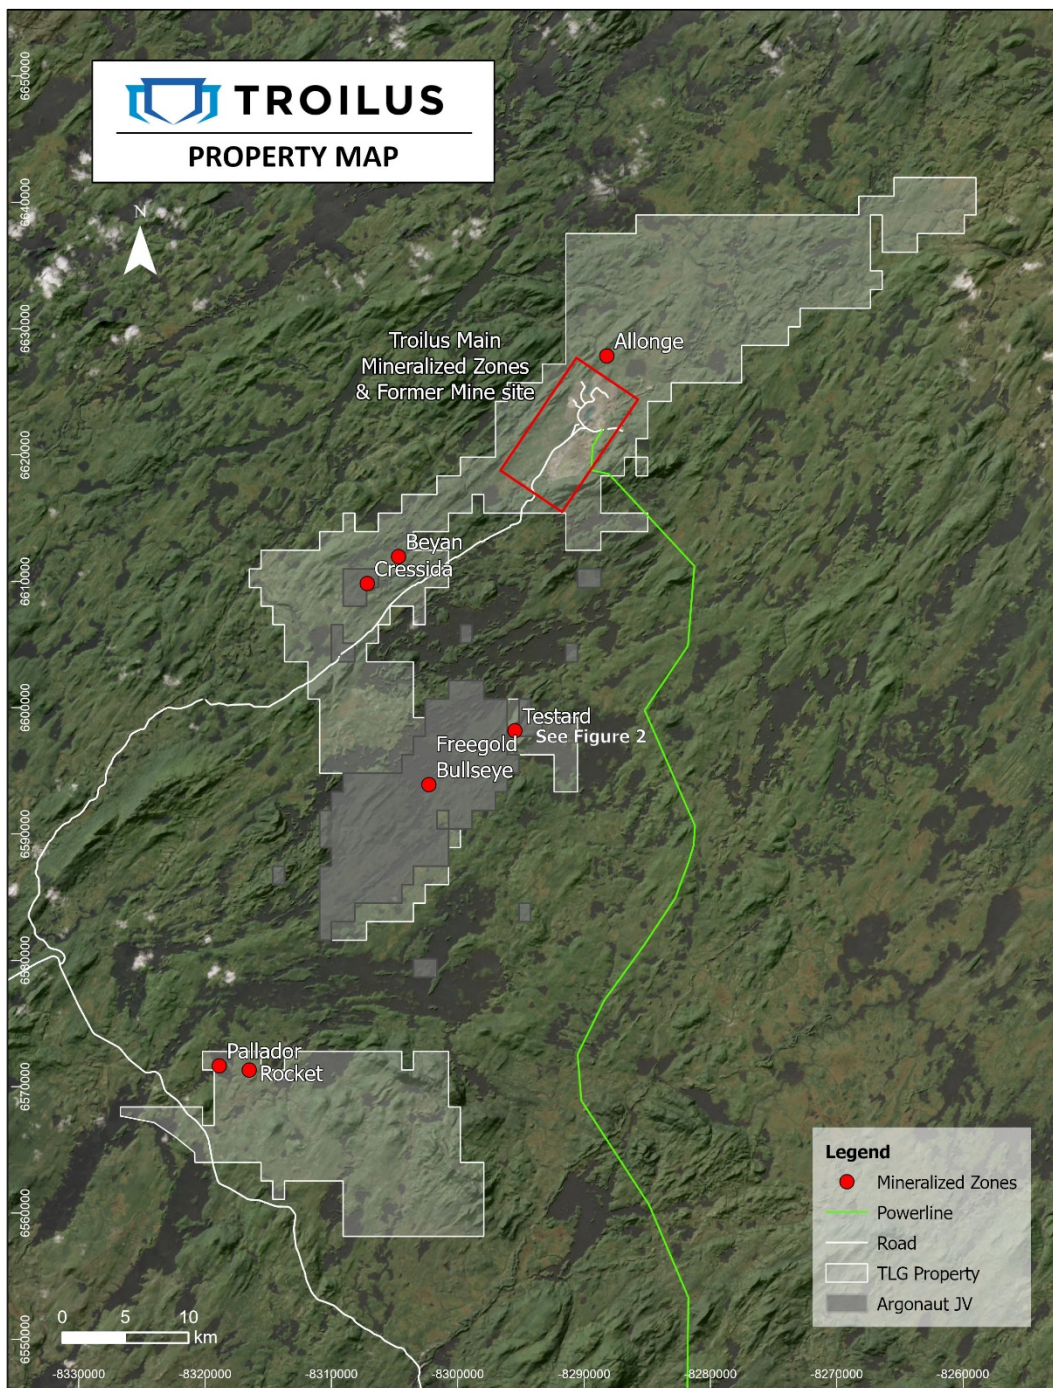 TROILUS
PROPERTY MAP
N
Allonge
Troilus Main
Mineralized Zones
& Former Mine site
Beyan
Cressida
Testard
See Figure 2
Freegold
Bullseye
Pallador
Rocket
Legend
Mineralized Zones
Powerline
Road
TLG Property
Argonaut JV
0 5 10
km
6650000
6640000
6630000
6620000
6610000
6600000
6590000
6580000
6570000
6560000
6550000
-8330000 -8320000 -8310000 -8300000 -8290000 -8280000 -8270000 -8260000